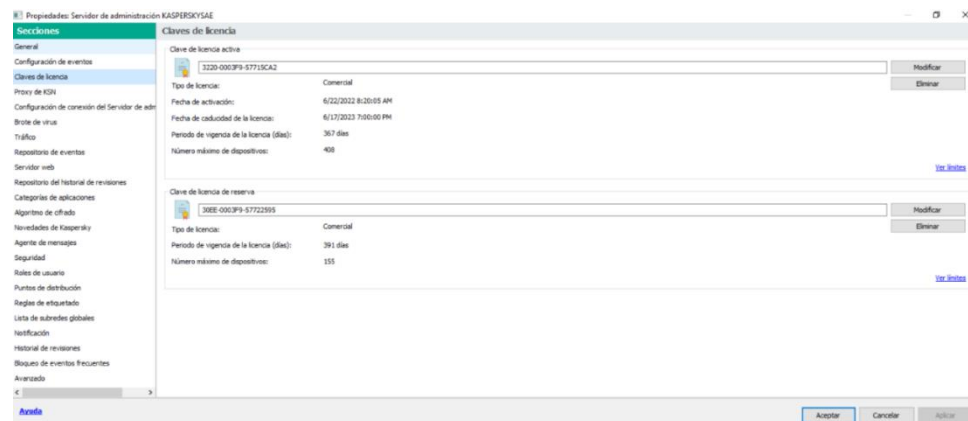 Propiedades: Servidor de administración KASPERSKYSAE
Secciones
General
Configuración de eventos
Claves de licencia
Proxy de KSN
Configuración de conexión del Servidor de adm
Brote de virus
Tráfico
Repositorio de eventos
Servidor web
Repositorio del historial de revisiones
Categorías de aplicaciones
Algoritmo de cifrado
Novedades de Kaspersky
Agente de mensajes
Seguridad
Roles de usuario
Puntos de distribución
Reglas de etiquetado
Lista de subredes globales
Notificación
Historial de revisiones
Bloqueo de eventos frecuentes
Avanzado
Claves de licencia
Clave de licencia activa
3220-0003F9-57715CA2
Modificar
Eliminar
Tipo de licencia: Comercial
Fecha de activación: 6/22/2022 8:20:05 AM
Fecha de caducidad de la licencia: 6/17/2023 7:00:00 PM
Periodo de vigencia de la licencia (días): 367 días
Número máximo de dispositivos: 408
Ver límites
Clave de licencia de reserva
30EE-0003F9-57722595
Modificar
Eliminar
Tipo de licencia: Comercial
Periodo de vigencia de la licencia (días): 391 días
Número máximo de dispositivos: 155
Ver límites
Ayuda
Aceptar
Cancelar
Aplicar